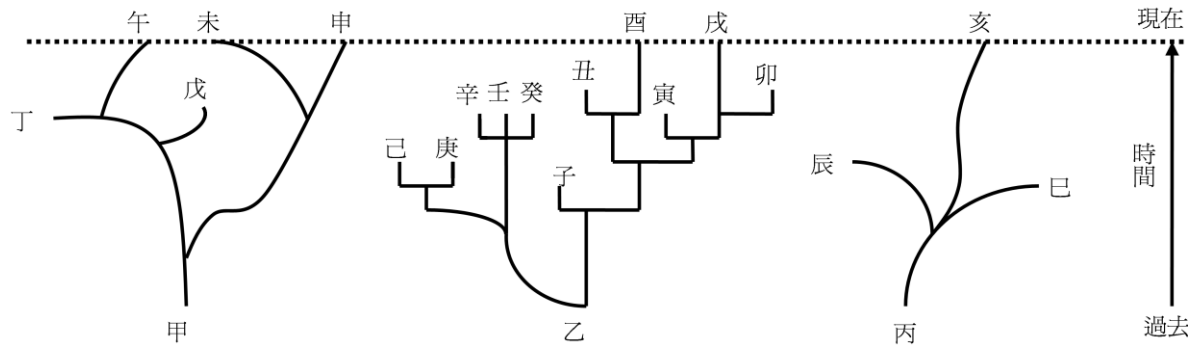 午 未 申 酉 戌 亥 現在
丑 卯
戊 辛 壬 癸 寅
丁
己 庚 辰 時間
子 巳
甲 乙 丙 過去